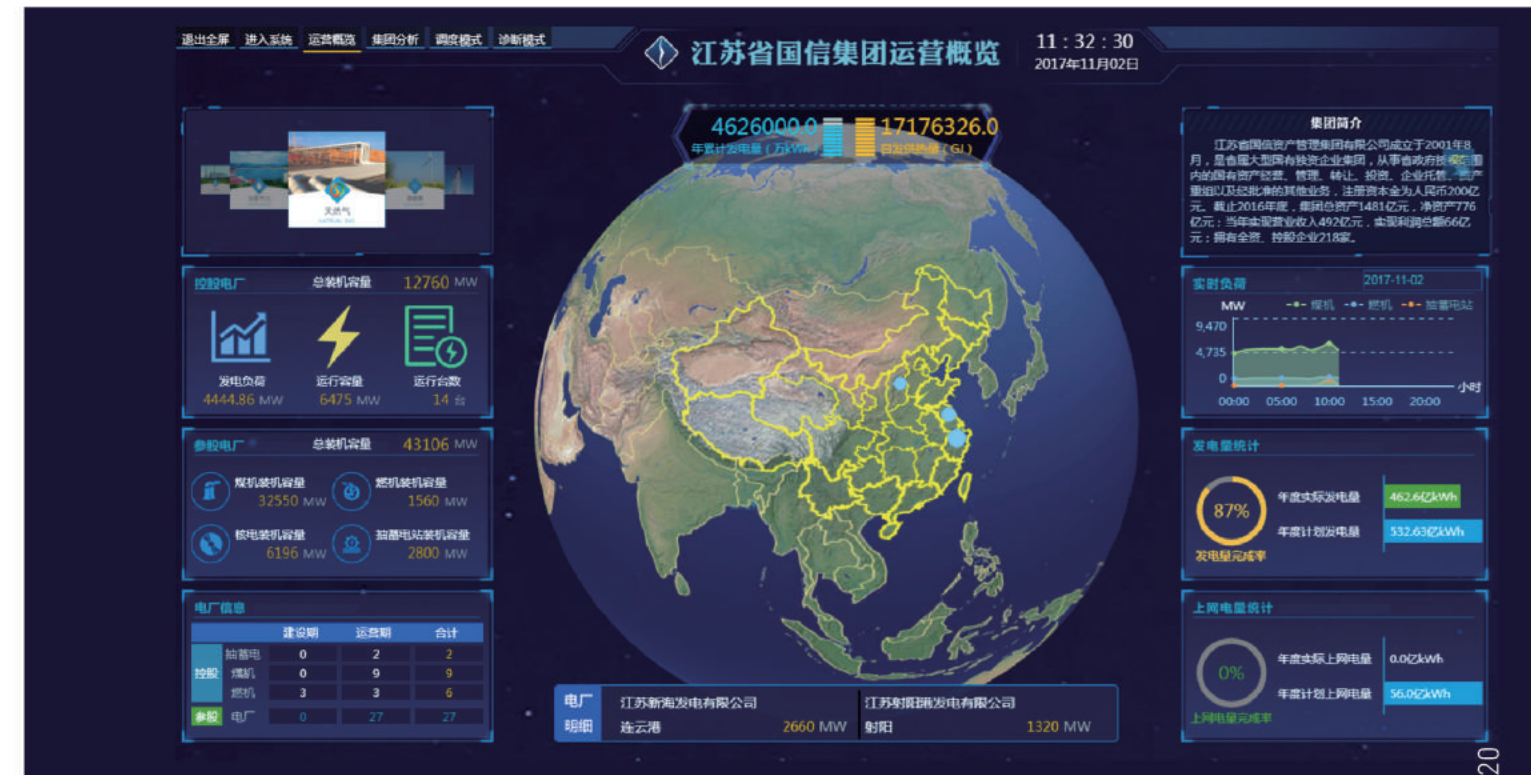 退出全屏 进入系统 运营概览 集团分析 调度模式 诊断模式
江苏省国信集团运营概览
11：32：30
2017年11月02日
天然气
控股电厂 总装机容量 12760 MW
发电负荷 运行容量 运行台数
4444.86 MW 6475 MW 14 台
参股电厂 总装机容量 43106 MW
煤机装机容量 燃机装机容量
32550 MW 1560 MW
核电装机容量 抽蓄电站装机容量
6196 MW 2800 MW
电厂信息
建设期 运营期 合计
控股
抽蓄电 0 2 2
煤机 0 9 9
燃机 3 3 6
参股 电厂 0 27 27
4626000.0 17176326.0
年累计发电量（万kWh） 自发供热量（GJ）
电厂明细
江苏新海发电有限公司 江苏射阳港发电有限公司
连云港 2660 MW 射阳 1320 MW
集团简介
江苏省国信资产管理集团有限公司成立于2001年8
月，是省属大型国有独资企业集团，从事省政府授权范围
内的国有资产经营、管理、转让、投资、企业托管、资产
重组以及经批准的其他业务，注册资本金为人民币200亿
元。截止2016年底，集团总资产1481亿元，净资产776
亿元；当年实现营业收入492亿元，实现利润总额66亿
元；拥有全资、控股企业218家。
实时负荷 2017-11-02
MW 煤机 燃机 抽蓄电站
9,470
4,735
0
小时
00:00 05:00 10:00 15:00 20:00
发电量统计
87%
发电量完成率
年度实际发电量 462.6亿kWh
年度计划发电量 532.63亿kWh
上网电量统计
0%
上网电量完成率
年度实际上网电量 0.0亿kWh
年度计划上网电量 56.0亿kWh
20